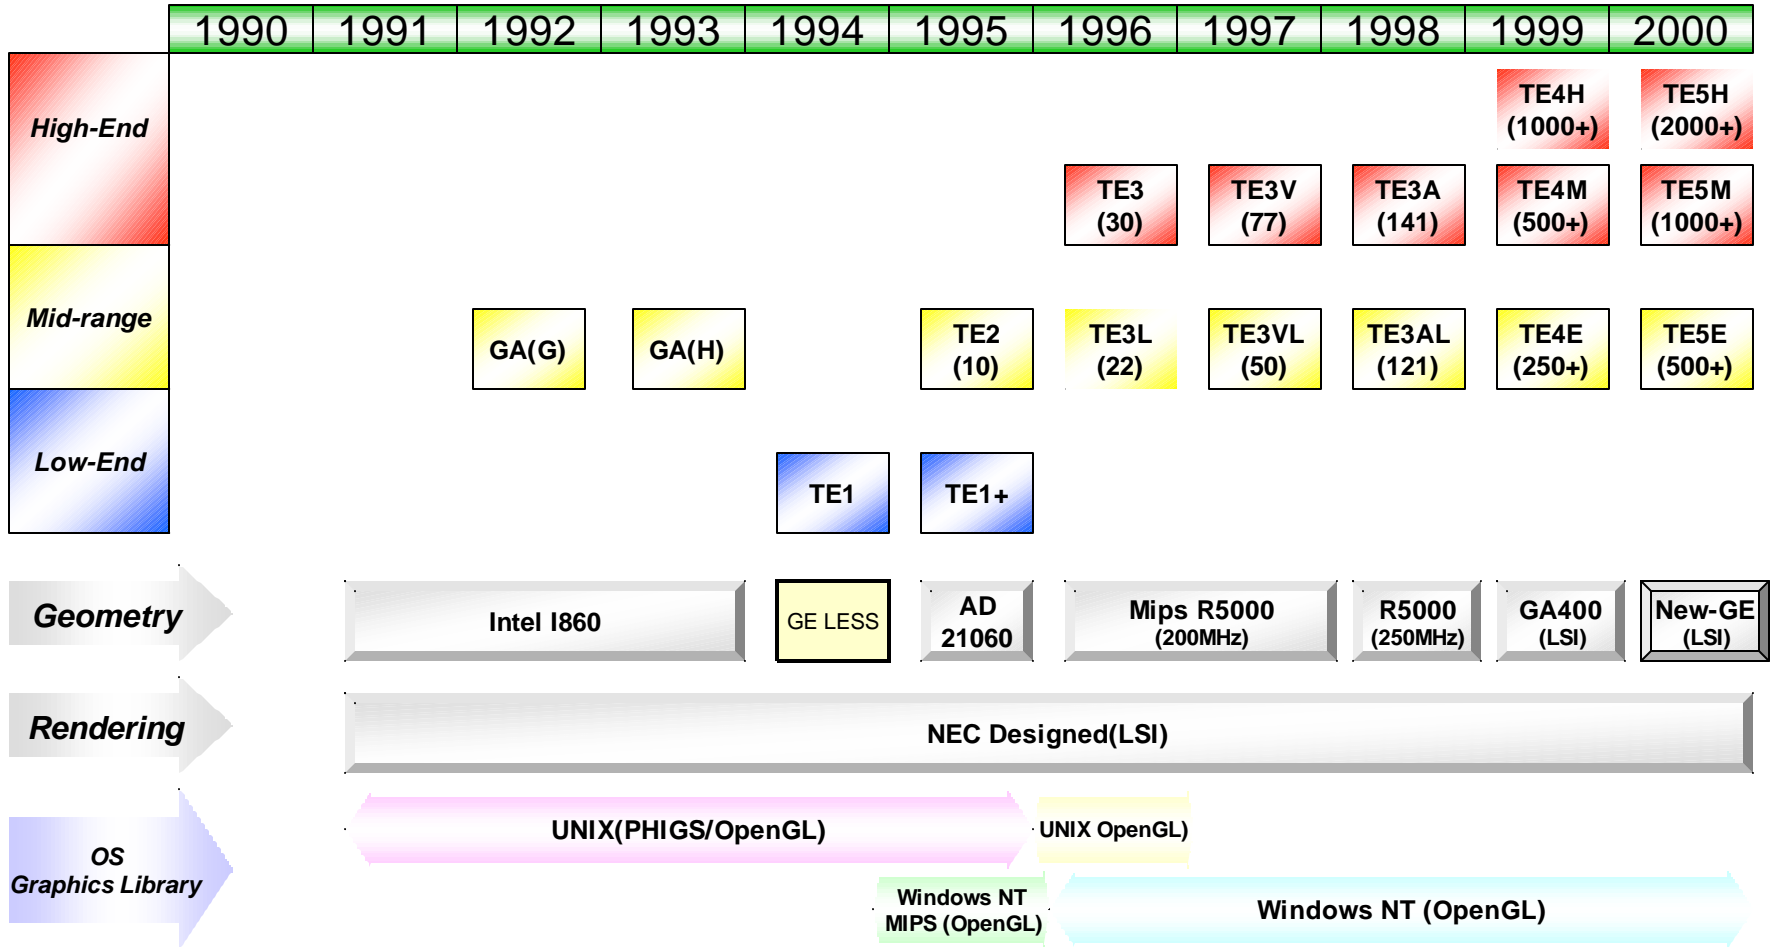 1990 1991 1992 1993 1994 1995 1996 1997 1998 1999 2000
High-End
TE4H
(1000+)
TE5H
(2000+)
TE3
(30)
TE3V
(77)
TE3A
(141)
TE4M
(500+)
TE5M
(1000+)
Mid-range
GA(G)
GA(H)
TE2
(10)
TE3L
(22)
TE3VL
(50)
TE3AL
(121)
TE4E
(250+)
TE5E
(500+)
Low-End
TE1
TE1+
Geometry
Intel I860
GE LESS
AD
21060
Mips R5000
(200MHz)
R5000
(250MHz)
GA400
(LSI)
New-GE
(LSI)
Rendering
NEC Designed(LSI)
OS
Graphics Library
UNIX(PHIGS/OpenGL)
UNIX OpenGL)
Windows NT
MIPS (OpenGL)
Windows NT (OpenGL)